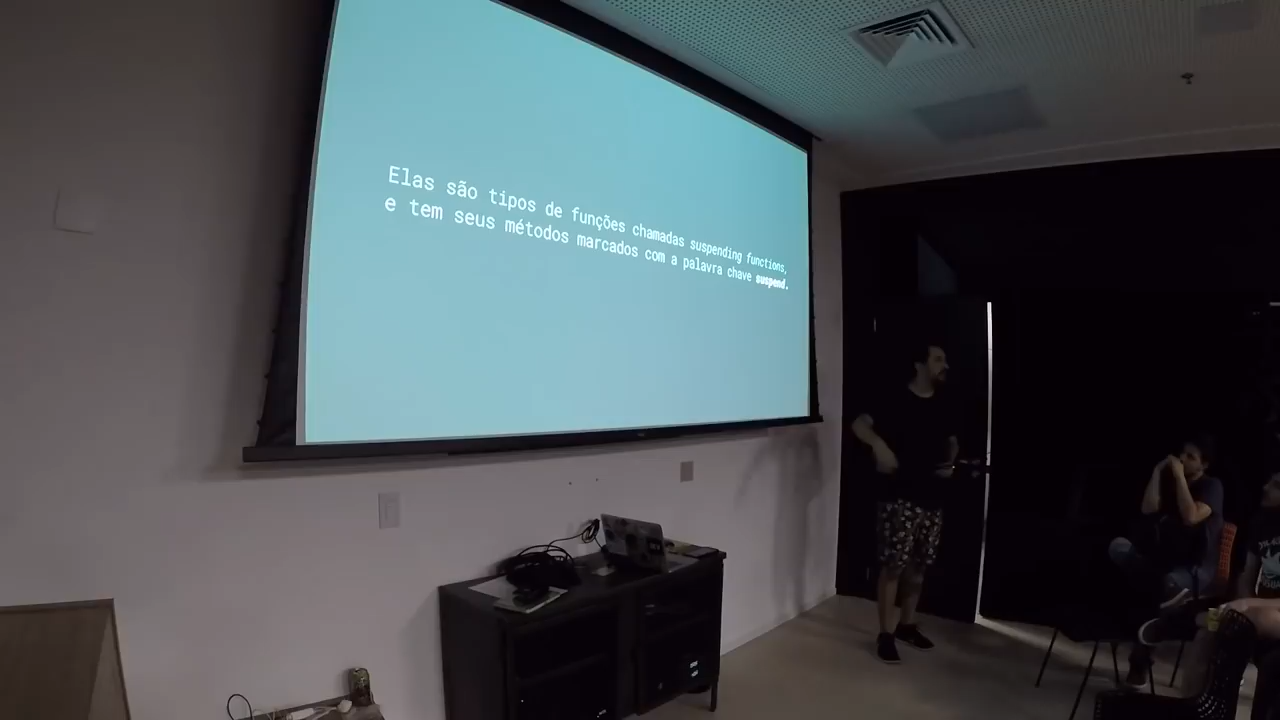 Elas são tipos de funções chamadas suspending functions,
e tem seus métodos marcados com a palavra chave suspend.